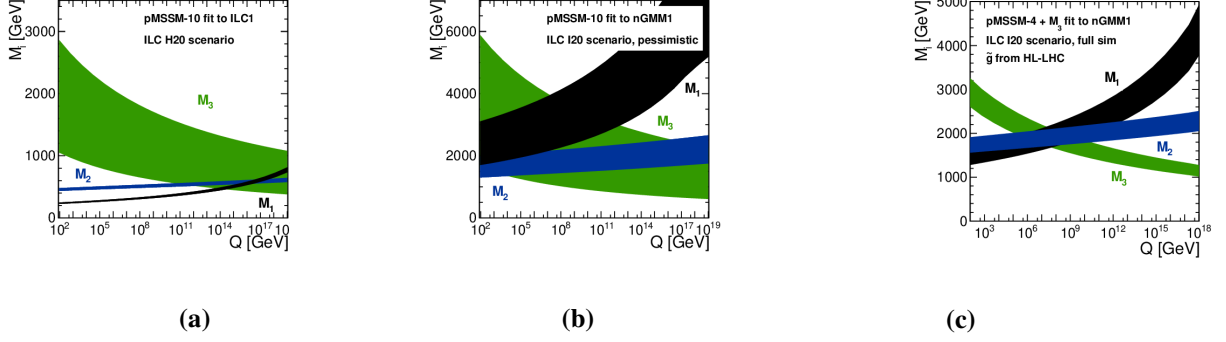 pMSSM-10 fit to ILC1
ILC H20 scenario
M_i [GeV]
3000
2000
1000
0
M_3
M_2
M_1
10^2 10^5 10^8 10^11 10^14 10^17 10
Q [GeV]
(a)
pMSSM-10 fit to nGMM1
ILC I20 scenario, pessimistic
M_i [GeV]
6000
4000
2000
0
M_1
M_3
M_2
10^2 10^5 10^8 10^11 10^14 10^17 10^19
Q [GeV]
(b)
pMSSM-4 + M_3 fit to nGMM1
ILC I20 scenario, full sim
g̃ from HL-LHC
M_i [GeV]
5000
4000
3000
2000
1000
0
M_1
M_2
M_3
10^3 10^6 10^9 10^12 10^15 10^18
Q [GeV]
(c)